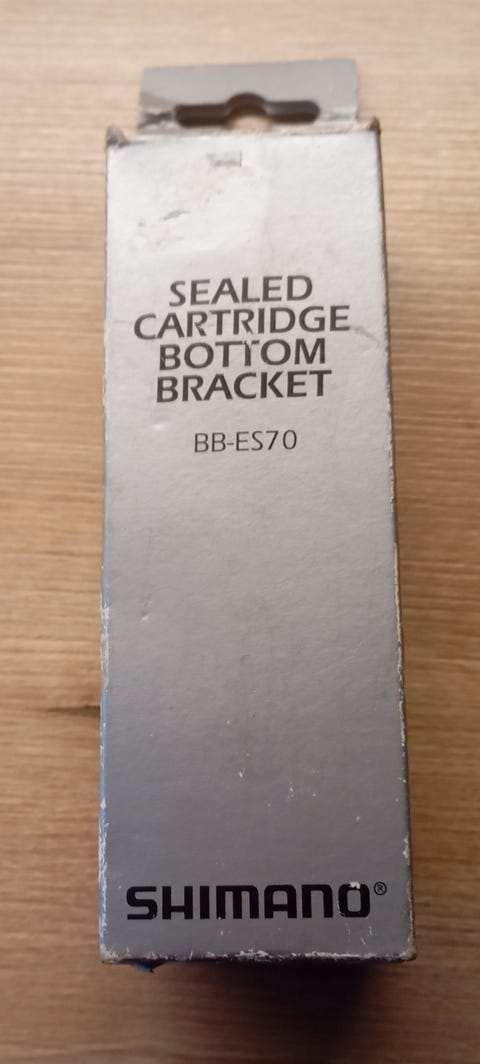 SEALED
CARTRIDGE
BOTTOM
BRACKET
BB-ES70
SHIMANO®